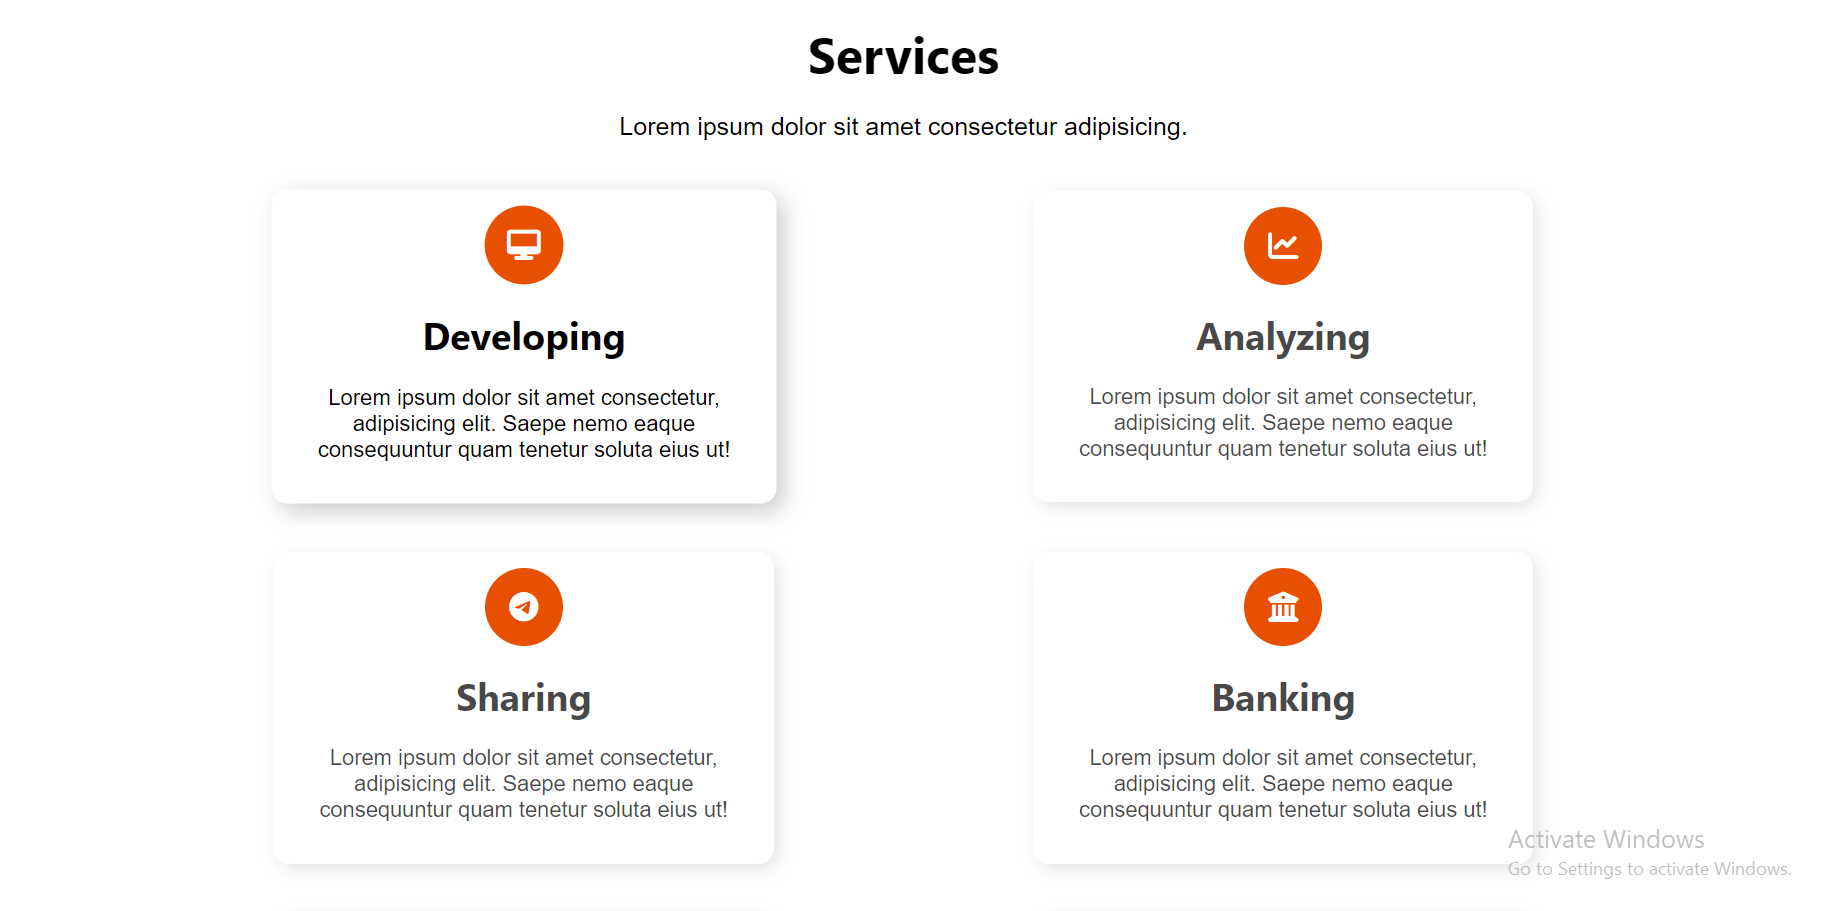 Services
Lorem ipsum dolor sit amet consectetur adipisicing.
Developing
Lorem ipsum dolor sit amet consectetur,
adipisicing elit. Saepe nemo eaque
consequuntur quam tenetur soluta eius ut!
Analyzing
Lorem ipsum dolor sit amet consectetur,
adipisicing elit. Saepe nemo eaque
consequuntur quam tenetur soluta eius ut!
Sharing
Lorem ipsum dolor sit amet consectetur,
adipisicing elit. Saepe nemo eaque
consequuntur quam tenetur soluta eius ut!
Banking
Lorem ipsum dolor sit amet consectetur,
adipisicing elit. Saepe nemo eaque
consequuntur quam tenetur soluta eius ut!
Activate Windows
Go to Settings to activate Windows.